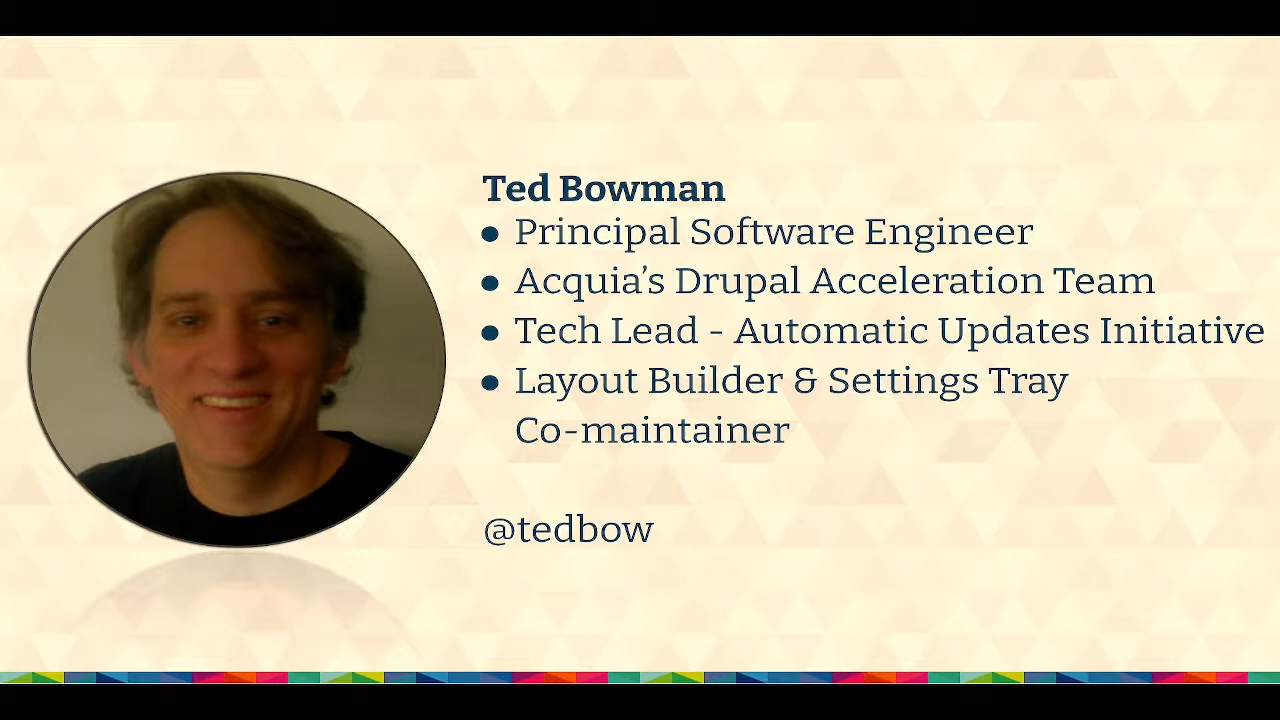 Ted Bowman
● Principal Software Engineer
● Acquia’s Drupal Acceleration Team
● Tech Lead - Automatic Updates Initiative
● Layout Builder & Settings Tray
Co-maintainer
@tedbow